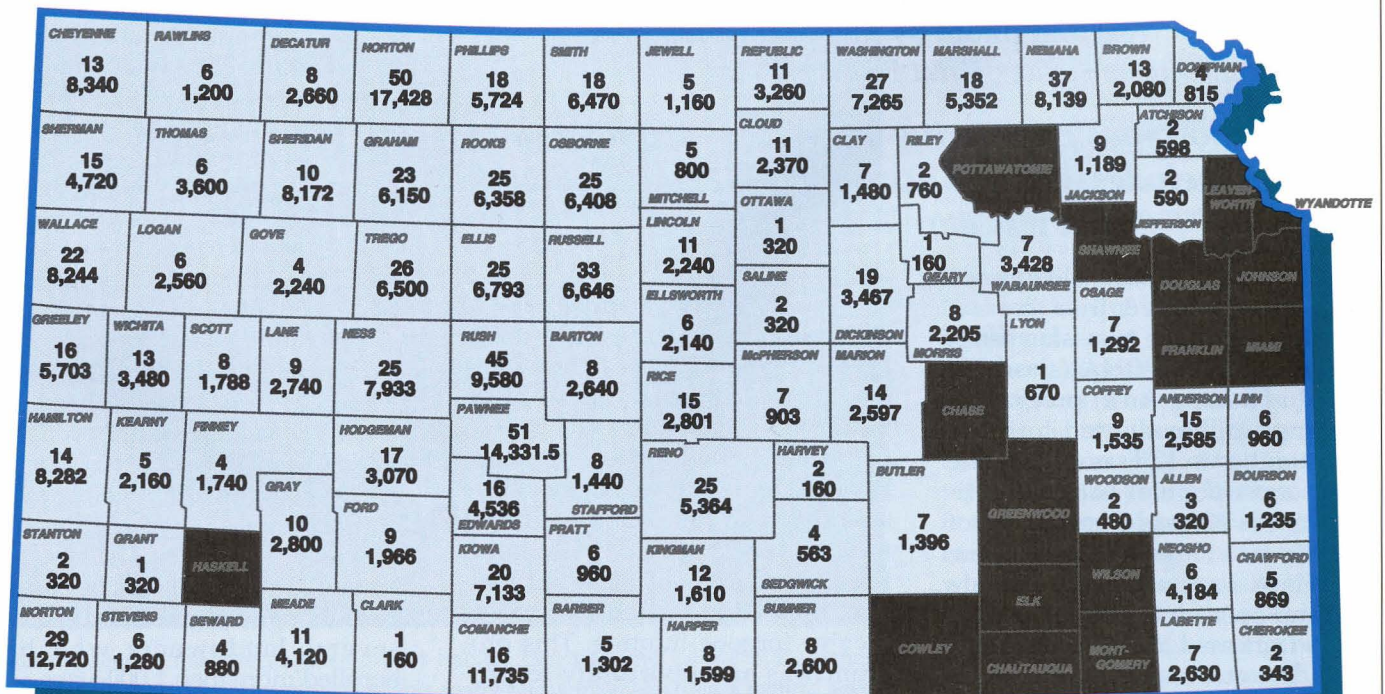 CHEYENNE
13
8,340
RAWLINS
6
1,200
DECATUR
8
2,660
NORTON
50
17,428
PHILLIPS
18
5,724
SMITH
18
6,470
JEWELL
5
1,160
REPUBLIC
11
3,260
WASHINGTON
27
7,265
MARSHALL
18
5,352
NEMAHA
37
8,139
BROWN
13
2,080
DONIPHAN
4
815
SHERMAN
15
4,720
THOMAS
6
3,600
SHERIDAN
10
8,172
GRAHAM
23
6,150
ROOKS
25
6,358
OSBORNE
25
6,408
5
800
MITCHELL
CLOUD
11
2,370
CLAY
7
1,480
RILEY
2
760
POTTAWATOMIE
9
1,189
JACKSON
ATCHISON
2
598
2
590
JEFFERSON
LEAVEN-
WORTH
WYANDOTTE
WALLACE
22
8,244
LOGAN
6
2,560
GOVE
4
2,240
TREGO
26
6,500
ELLIS
25
6,793
RUSSELL
33
6,646
LINCOLN
11
2,240
OTTAWA
1
320
SALINE
2
320
19
3,467
DICKINSON
1
160
GEARY
7
3,428
WABAUNSEE
SHAWNEE
DOUGLAS
JOHNSON
ELLSWORTH
6
2,140
8
2,205
MORRIS
LYON
1
670
OSAGE
7
1,292
FRANKLIN
MIAMI
GREELEY
16
5,703
WICHITA
13
3,480
SCOTT
8
1,788
LANE
9
2,740
NESS
25
7,933
RUSH
45
9,580
BARTON
8
2,640
RICE
15
2,801
McPHERSON
7
903
MARION
14
2,597
CHASE
COFFEY
9
1,535
ANDERSON
15
2,585
LINN
6
960
HAMILTON
14
8,282
KEARNY
5
2,160
FINNEY
4
1,740
HODGEMAN
17
3,070
PAWNEE
51
14,331.5
8
1,440
STAFFORD
RENO
25
5,364
HARVEY
2
160
BUTLER
7
1,396
GREENWOOD
WOODSON
2
480
ALLEN
3
320
BOURBON
6
1,235
GRAY
10
2,800
FORD
9
1,966
16
4,536
EDWARDS
PRATT
6
960
KINGMAN
12
1,610
4
563
SEDGWICK
STANTON
2
320
GRANT
1
320
HASKELL
KIOWA
20
7,133
ELK
WILSON
NEOSHO
6
4,184
CRAWFORD
5
869
MORTON
29
12,720
STEVENS
6
1,280
SEWARD
4
880
MEADE
11
4,120
CLARK
1
160
COMANCHE
16
11,735
BARBER
5
1,302
HARPER
8
1,599
SUMNER
8
2,600
COWLEY
CHAUTAUQUA
MONT-
GOMERY
LABETTE
7
2,630
CHEROKEE
2
343